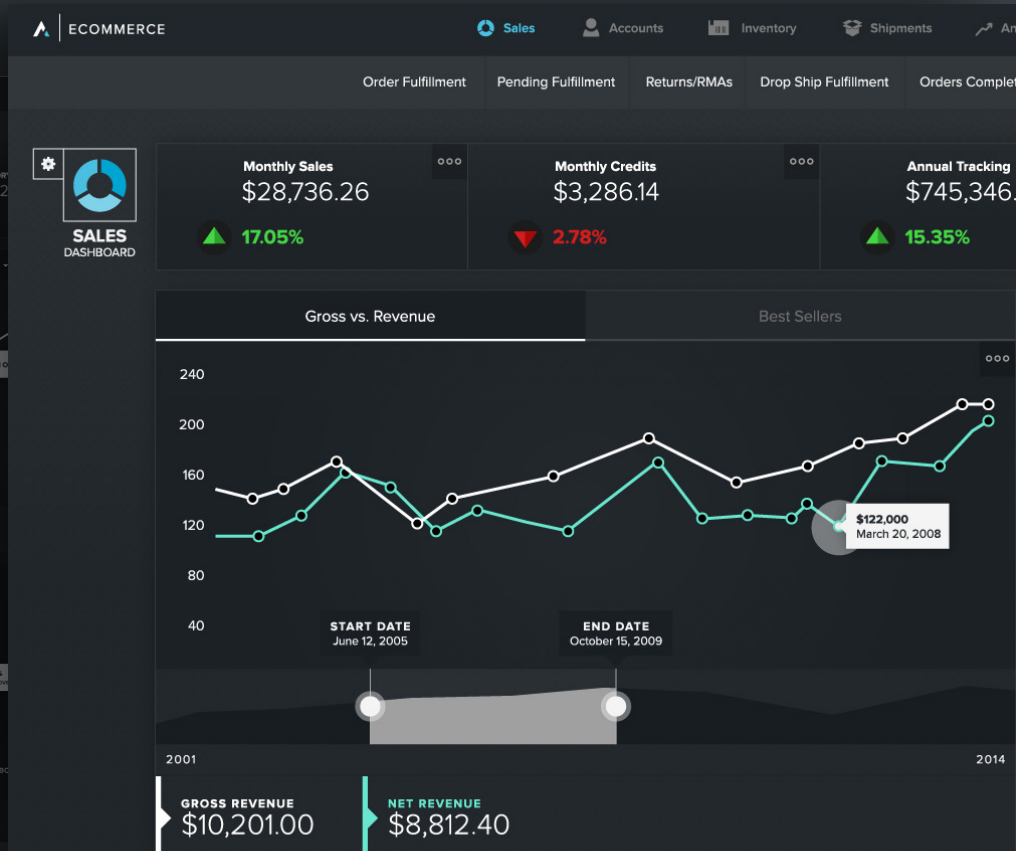 ECOMMERCE
Sales
Accounts
Inventory
Shipments
Order Fulfillment
Pending Fulfillment
Returns/RMAs
Drop Ship Fulfillment
Orders
SALES
DASHBOARD
Monthly Sales
$28,736.26
17.05%
Monthly Credits
$3,286.14
2.78%
Annual Tracking
$745,346.
15.35%
Gross vs. Revenue
Best Sellers
240
200
160
120
80
40
$122,000
March 20, 2008
START DATE
June 12, 2005
END DATE
October 15, 2009
2001
2014
GROSS REVENUE
$10,201.00
NET REVENUE
$8,812.40